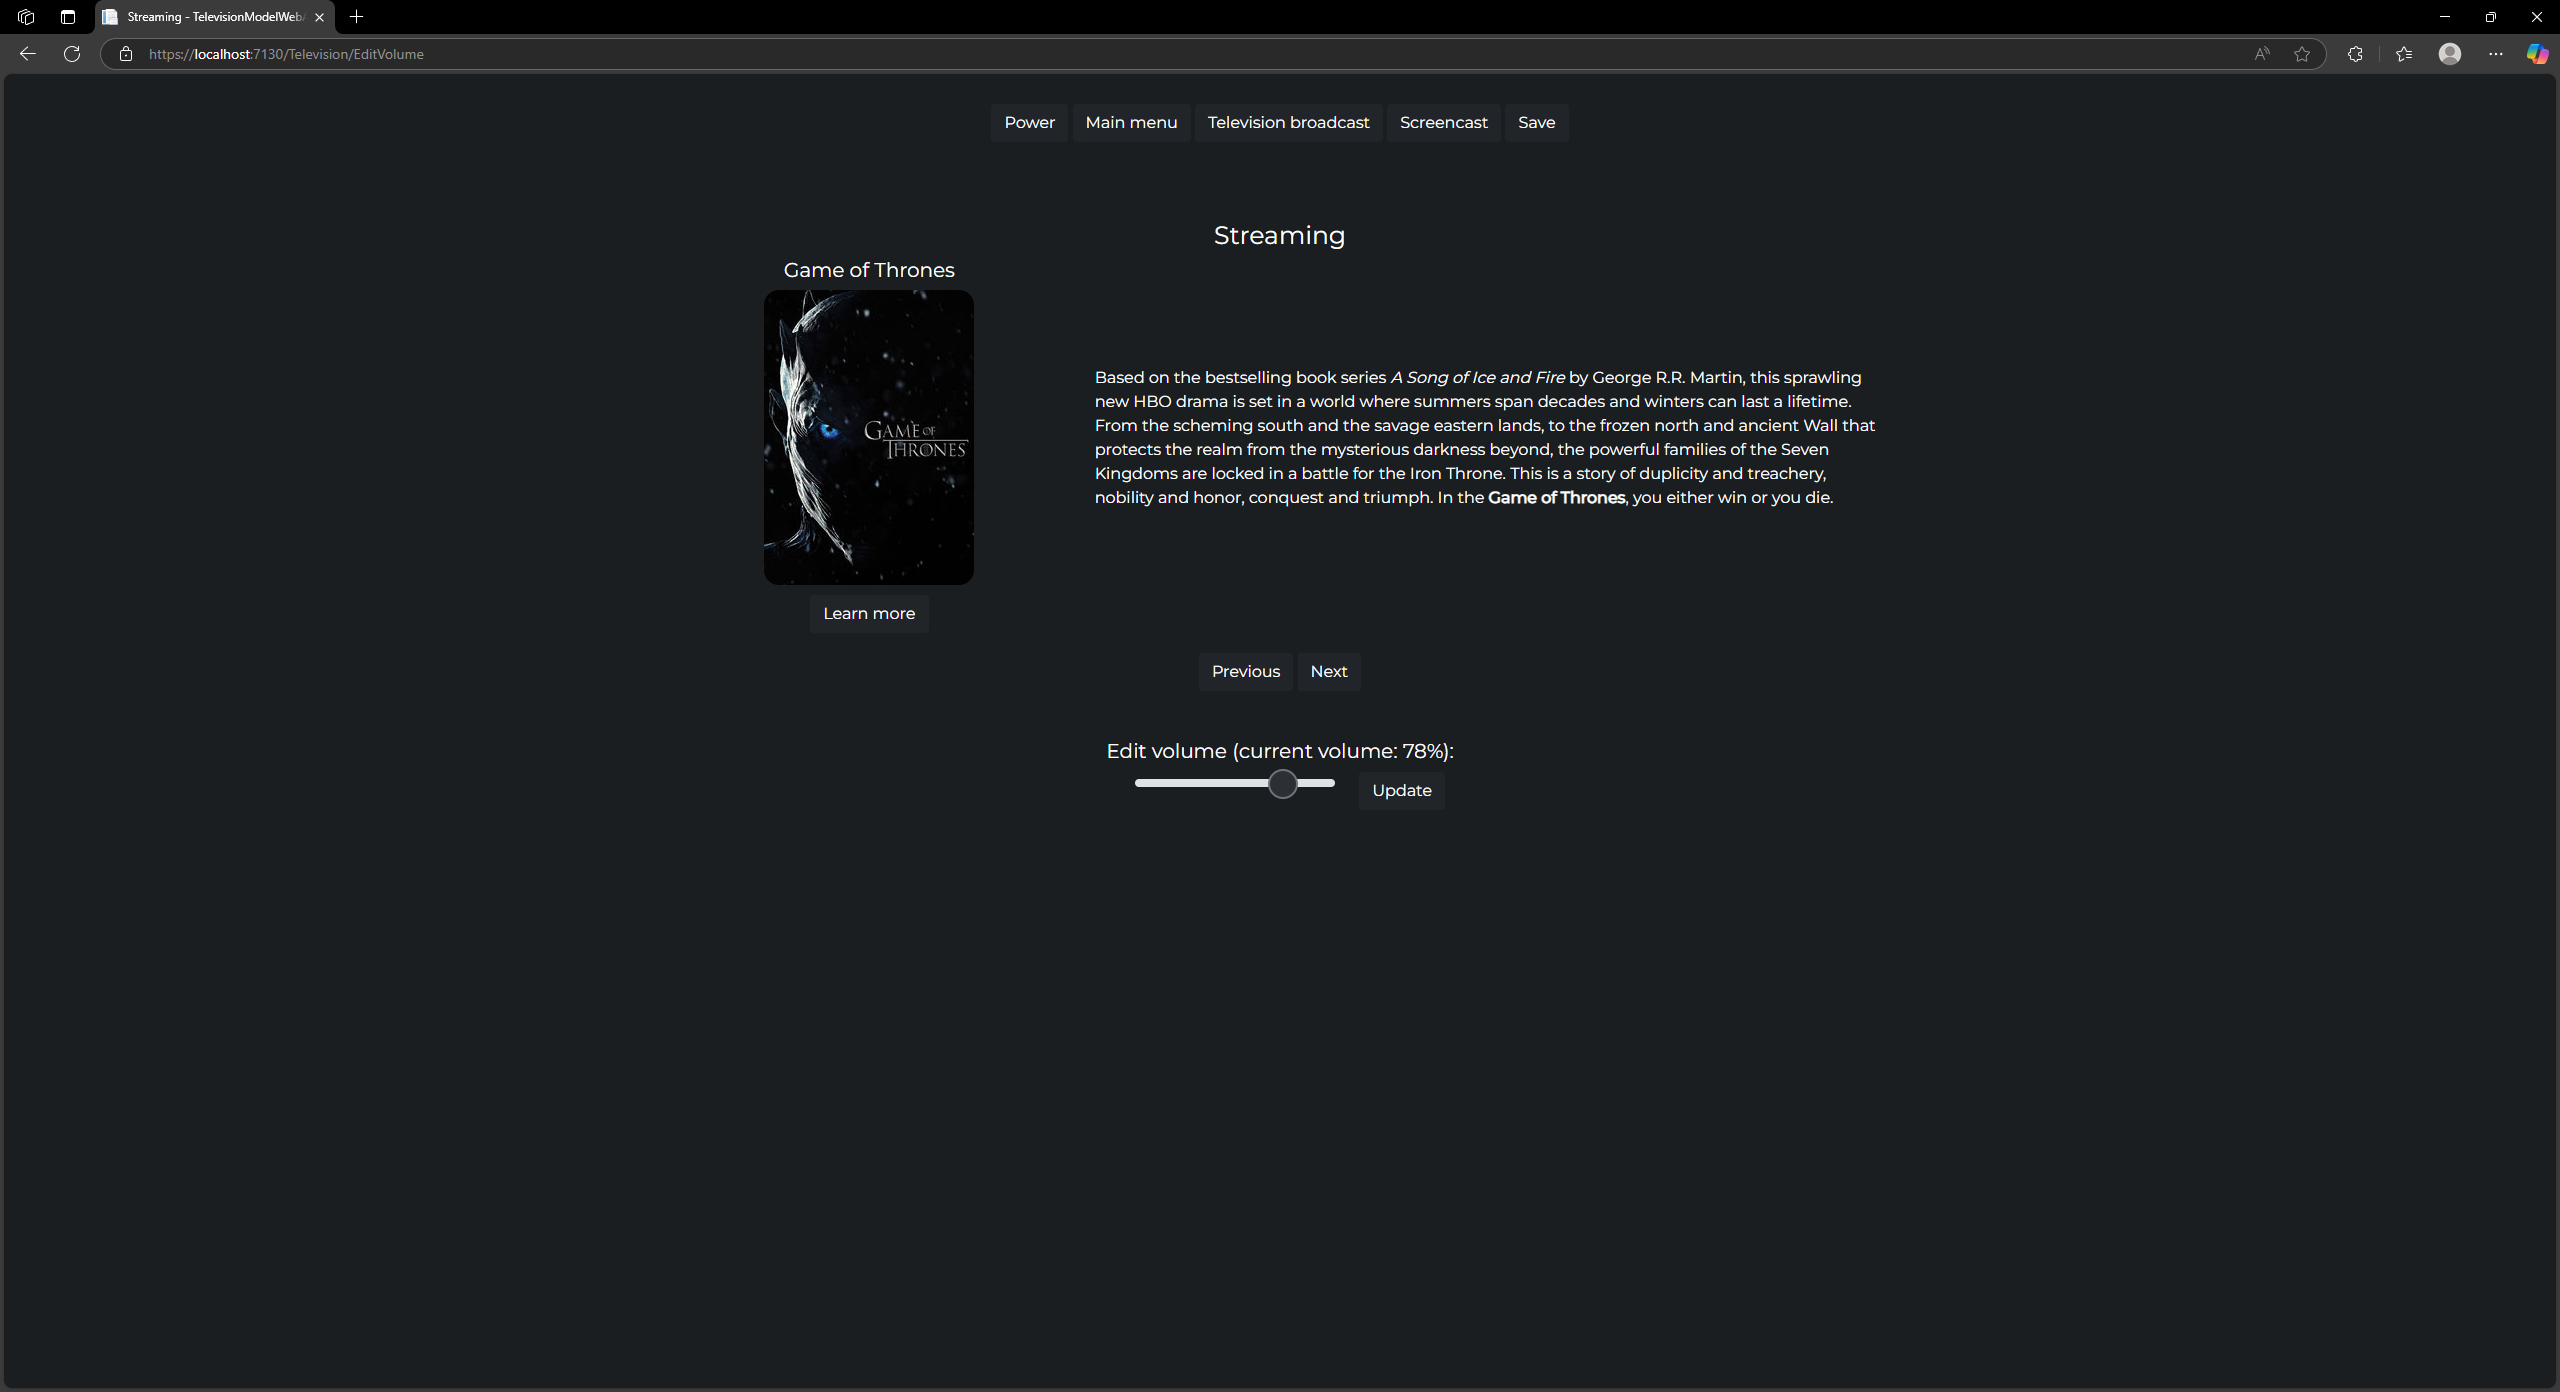 Streaming - TelevisionModelWeb
https://localhost:7130/Television/EditVolume
Power Main menu Television broadcast Screencast Save
Streaming
Game of Thrones
GAME OF
THRONES
Based on the bestselling book series A Song of Ice and Fire by George R.R. Martin, this sprawling
new HBO drama is set in a world where summers span decades and winters can last a lifetime.
From the scheming south and the savage eastern lands, to the frozen north and ancient Wall that
protects the realm from the mysterious darkness beyond, the powerful families of the Seven
Kingdoms are locked in a battle for the Iron Throne. This is a story of duplicity and treachery,
nobility and honor, conquest and triumph. In the Game of Thrones, you either win or you die.
Learn more
Previous Next
Edit volume (current volume: 78%):
Update